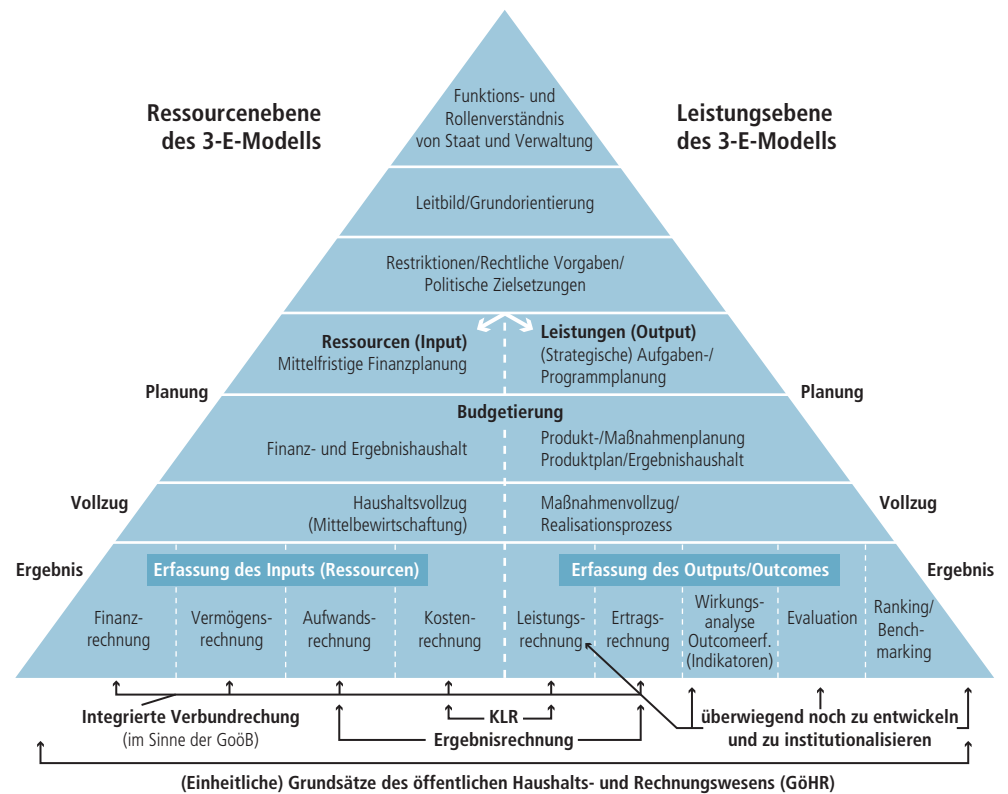 Ressourcenebene
des 3-E-Modells
Funktions- und
Rollenverständnis
von Staat und Verwaltung
Leistungsebene
des 3-E-Modells
Leitbild/Grundorientierung
Restriktionen/Rechtliche Vorgaben/
Politische Zielsetzungen
Ressourcen (Input)
Mittelfristige Finanzplanung
Leistungen (Output)
(Strategische) Aufgaben-/
Programmplanung
Planung
Planung
Budgetierung
Finanz- und Ergebnishaushalt
Produkt-/Maßnahmenplanung
Produktplan/Ergebnishaushalt
Vollzug
Haushaltsvollzug
(Mittelbewirtschaftung)
Maßnahmenvollzug/
Realisationsprozess
Vollzug
Ergebnis
Erfassung des Inputs (Ressourcen)
Erfassung des Outputs/Outcomes
Ergebnis
Finanz-
rechnung
Vermögens-
rechnung
Aufwands-
rechnung
Kosten-
rechnung
Leistungs-
rechnung
Ertrags-
rechnung
Wirkungs-
analyse
Outcomeerf.
(Indikatoren)
Evaluation
Ranking/
Bench-
marking
Integrierte Verbundrechung
(im Sinne der GoöB)
KLR
Ergebnisrechnung
überwiegend noch zu entwickeln
und zu institutionalisieren
(Einheitliche) Grundsätze des öffentlichen Haushalts- und Rechnungswesens (GöHR)